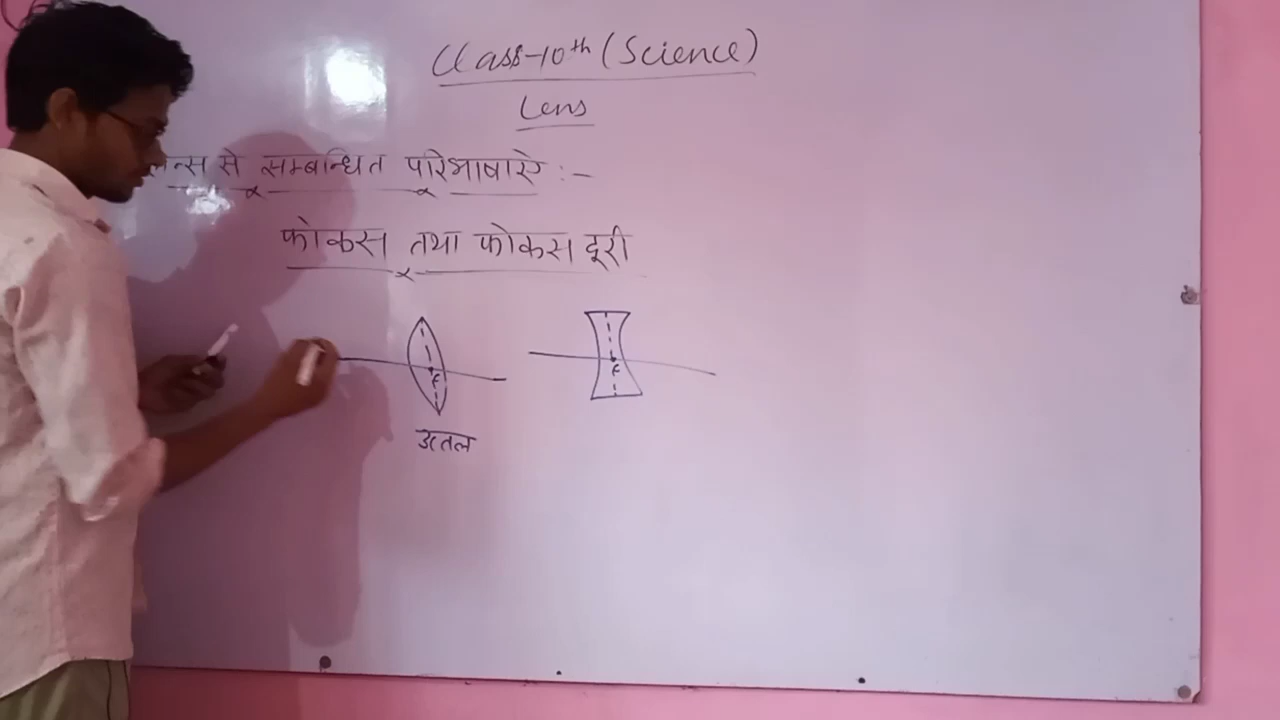 Class-10th (Science)
Lens
लेन्स से सम्बन्धित परिभाषाऐ :-
फोकस तथा फोकस दूरी
उत्तल